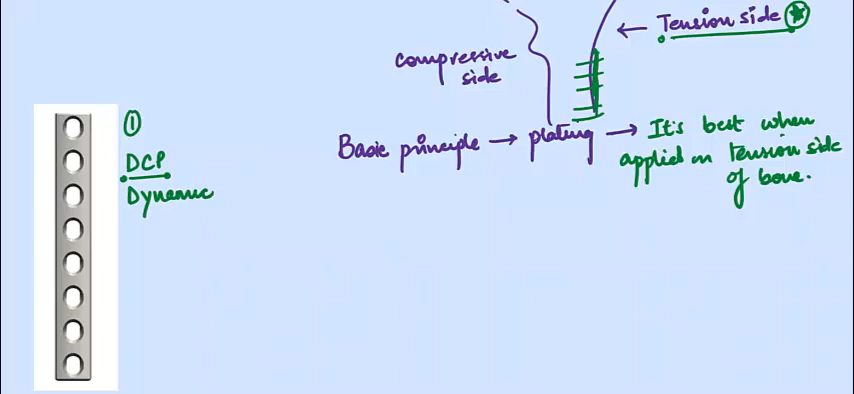 Tension side
compressive
side
Basic principle → plating → It's best when
applied on tension side
of bone.
①
DCP
Dynamic